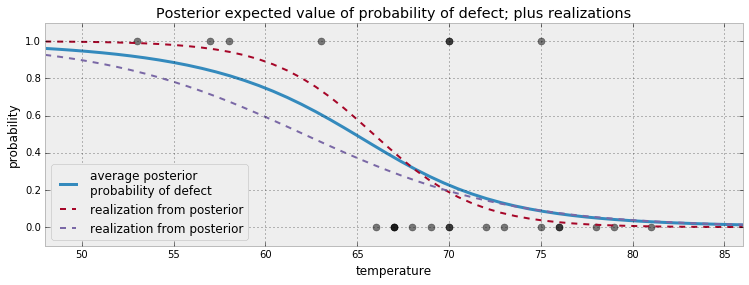 Posterior expected value of probability of defect; plus realizations
1.0
0.8
0.6
0.4
0.2
0.0
probability
average posterior
probability of defect
realization from posterior
realization from posterior
50 55 60 65 70 75 80 85
temperature